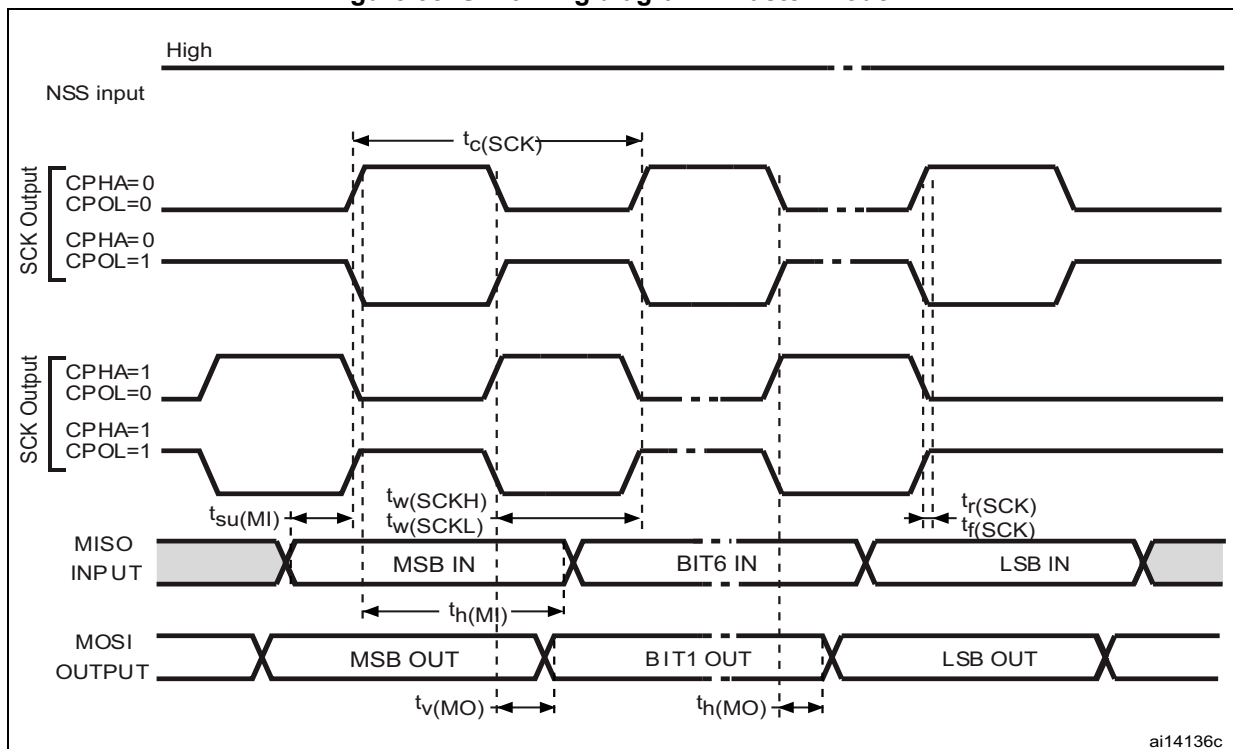 High
NSS input
tc(SCK)
SCK Output
CPHA=0
CPOL=0
CPHA=0
CPOL=1
SCK Output
CPHA=1
CPOL=0
CPHA=1
CPOL=1
tsu(MI)
tw(SCKH)
tw(SCKL)
tr(SCK)
tf(SCK)
MISO
INPUT
MSB IN
BIT6 IN
LSB IN
th(MI)
MOSI
OUTPUT
MSB OUT
BIT1 OUT
LSB OUT
tv(MO)
th(MO)
ai14136c